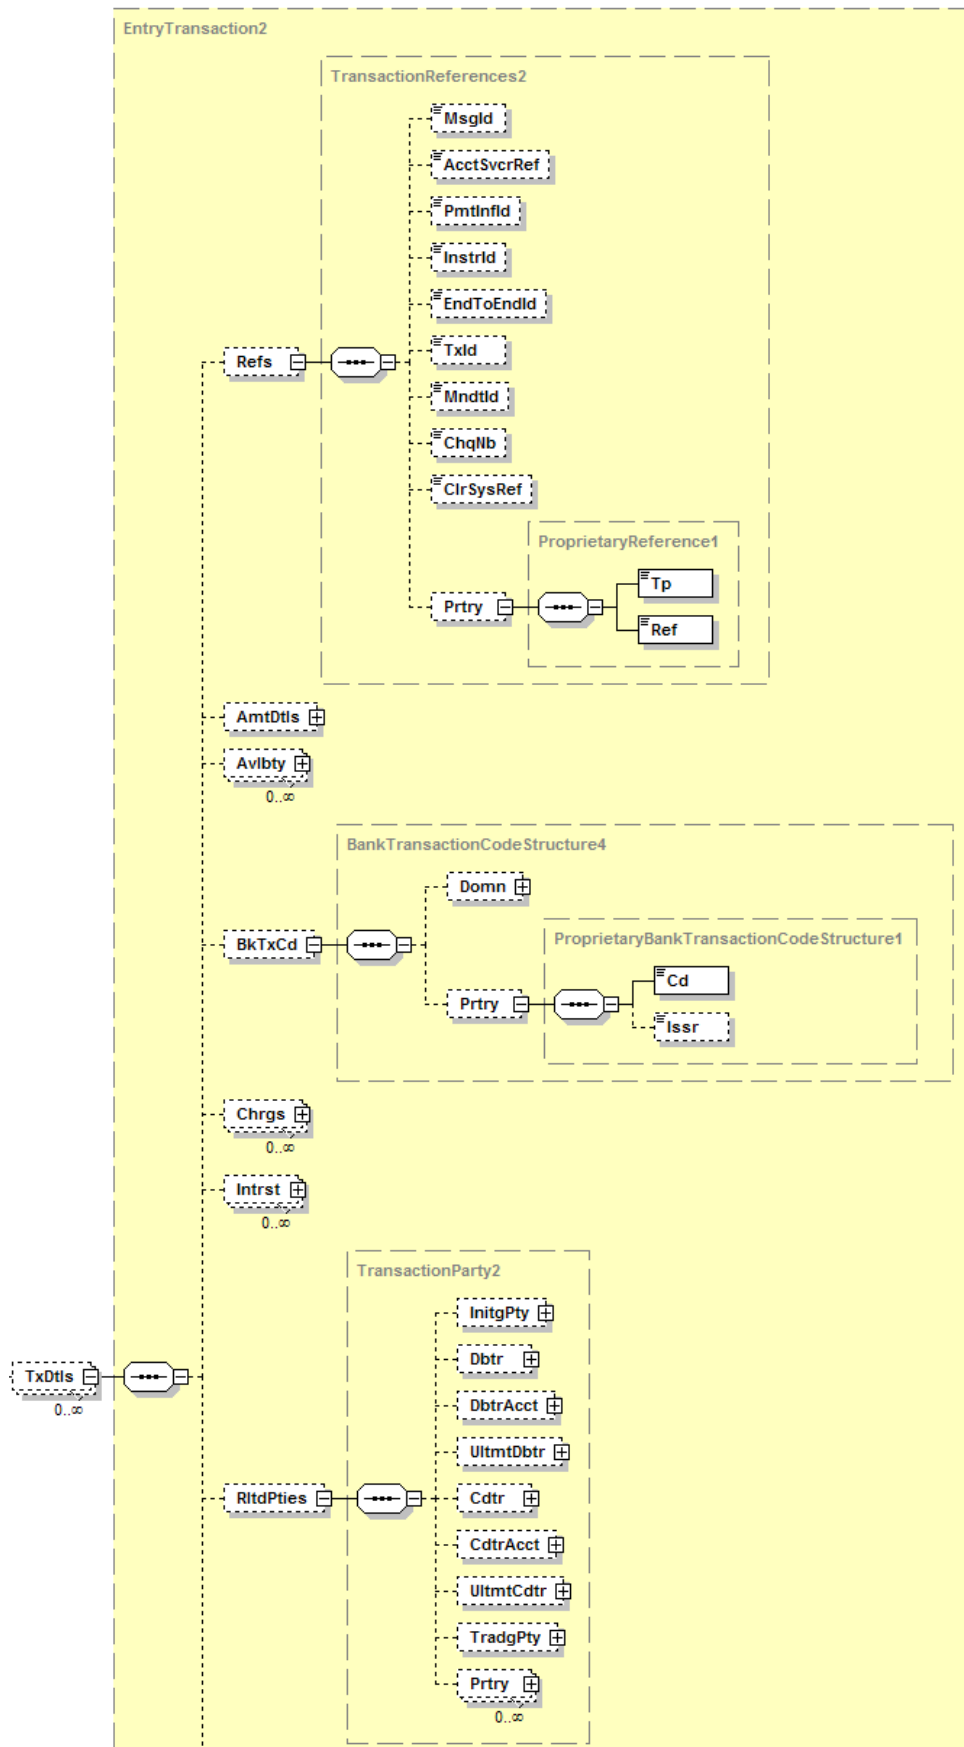 EntryTransaction2
TransactionReferences2
MsgId
AcctSvcrRef
PmtInfId
InstrId
EndToEndId
TxId
MndtId
ChqNb
ClrSysRef
Refs
ProprietaryReference1
Tp
Prtry
Ref
AmtDtls
Avlbty
0..∞
BankTransactionCodeStructure4
Domn
BkTxCd
ProprietaryBankTransactionCodeStructure1
Cd
Prtry
Issr
Chrgs
0..∞
Intrst
0..∞
TransactionParty2
InitgPty
Dbtr
TxDtls
0..∞
DbtrAcct
UltmtDbtr
RltdPties
Cdtr
CdtrAcct
UltmtCdtr
TradgPty
Prtry
0..∞